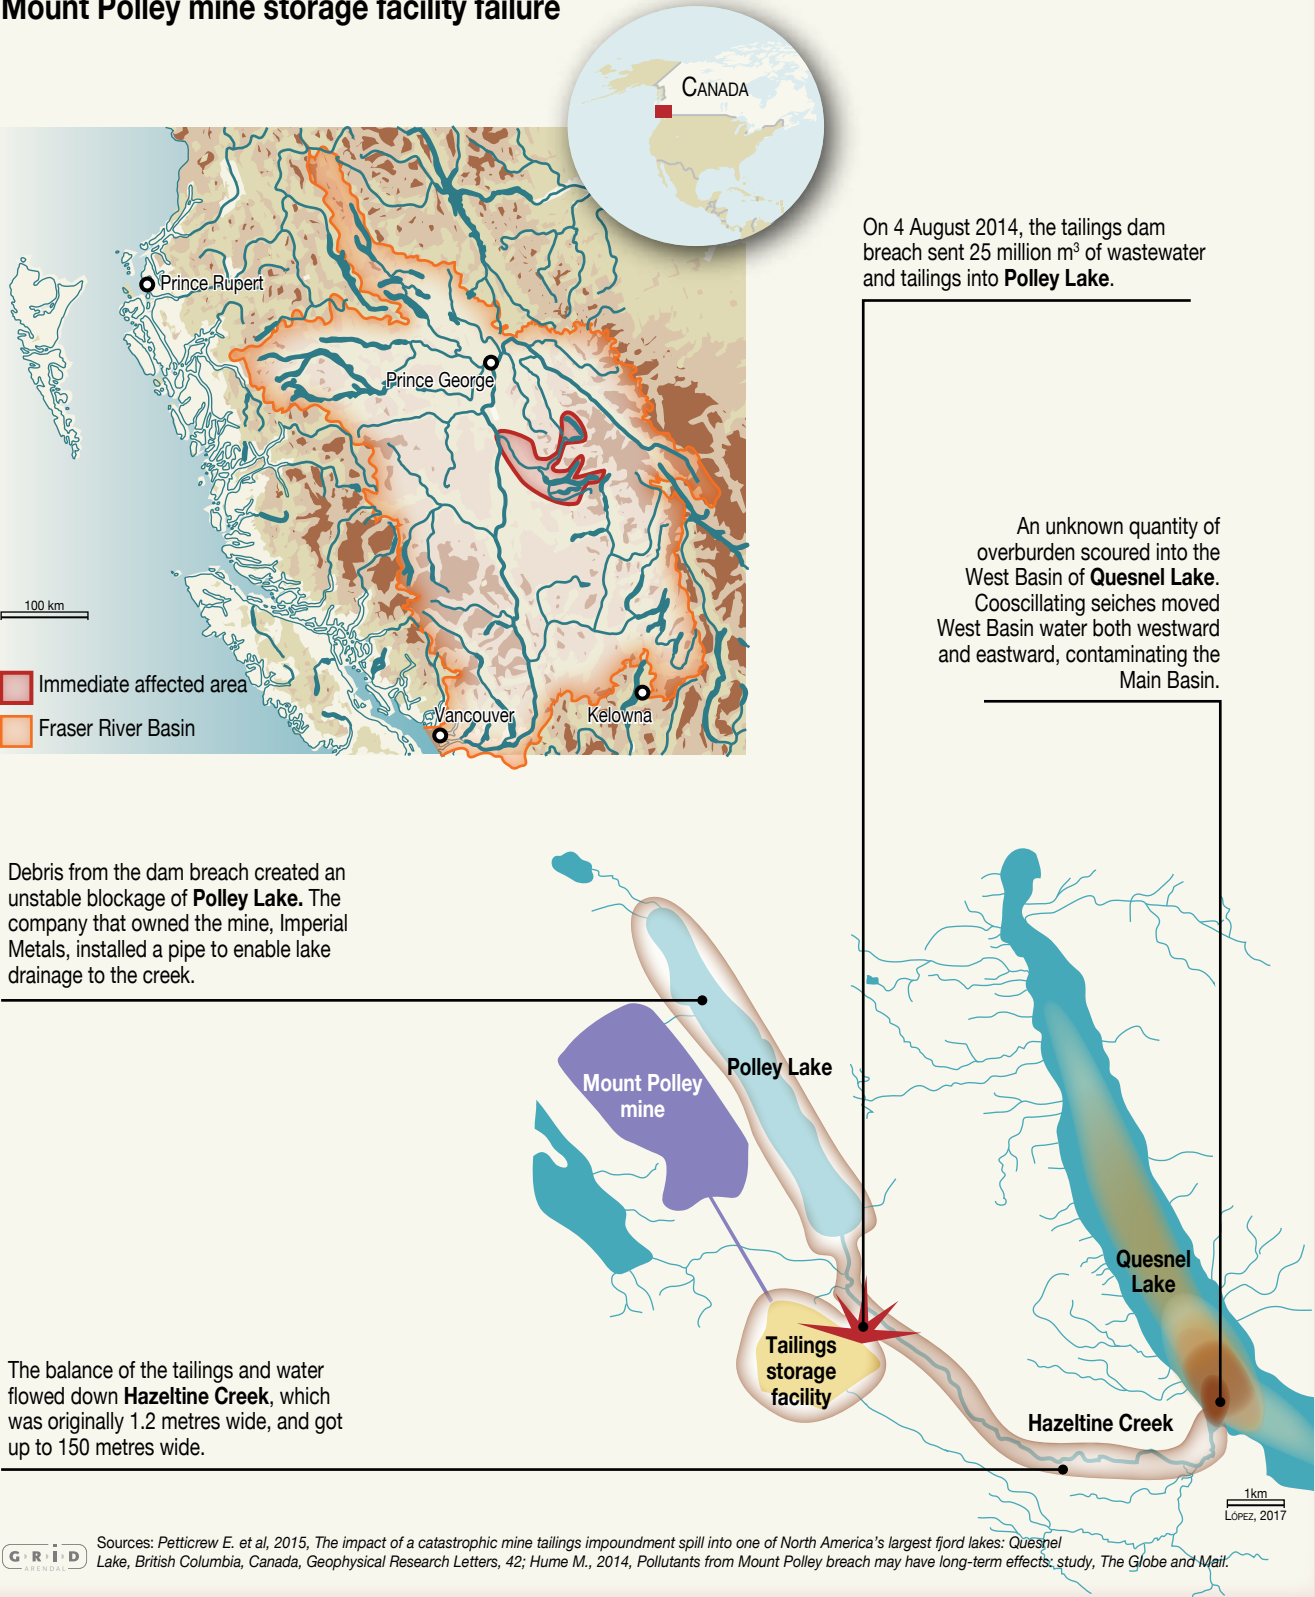 Mount Polley mine storage facility failure
CANADA
On 4 August 2014, the tailings dam
breach sent 25 million m³ of wastewater
and tailings into Polley Lake.
Prince Rupert
Prince George
An unknown quantity of
overburden scoured into the
West Basin of Quesnel Lake.
Cooscillating seiches moved
West Basin water both westward
and eastward, contaminating the
Main Basin.
100 km
Immediate affected area
Fraser River Basin
Vancouver
Kelowna
Debris from the dam breach created an
unstable blockage of Polley Lake. The
company that owned the mine, Imperial
Metals, installed a pipe to enable lake
drainage to the creek.
Polley Lake
Mount Polley
mine
Quesnel
Lake
Tailings
storage
facility
The balance of the tailings and water
flowed down Hazeltine Creek, which
was originally 1.2 metres wide, and got
up to 150 metres wide.
Hazeltine Creek
1km
LÓPEZ, 2017
GRID
ARENDAL
Sources: Petticrew E. et al, 2015, The impact of a catastrophic mine tailings impoundment spill into one of North America's largest fjord lakes: Quesnel
Lake, British Columbia, Canada, Geophysical Research Letters, 42; Hume M., 2014, Pollutants from Mount Polley breach may have long-term effects: study, The Globe and Mail.